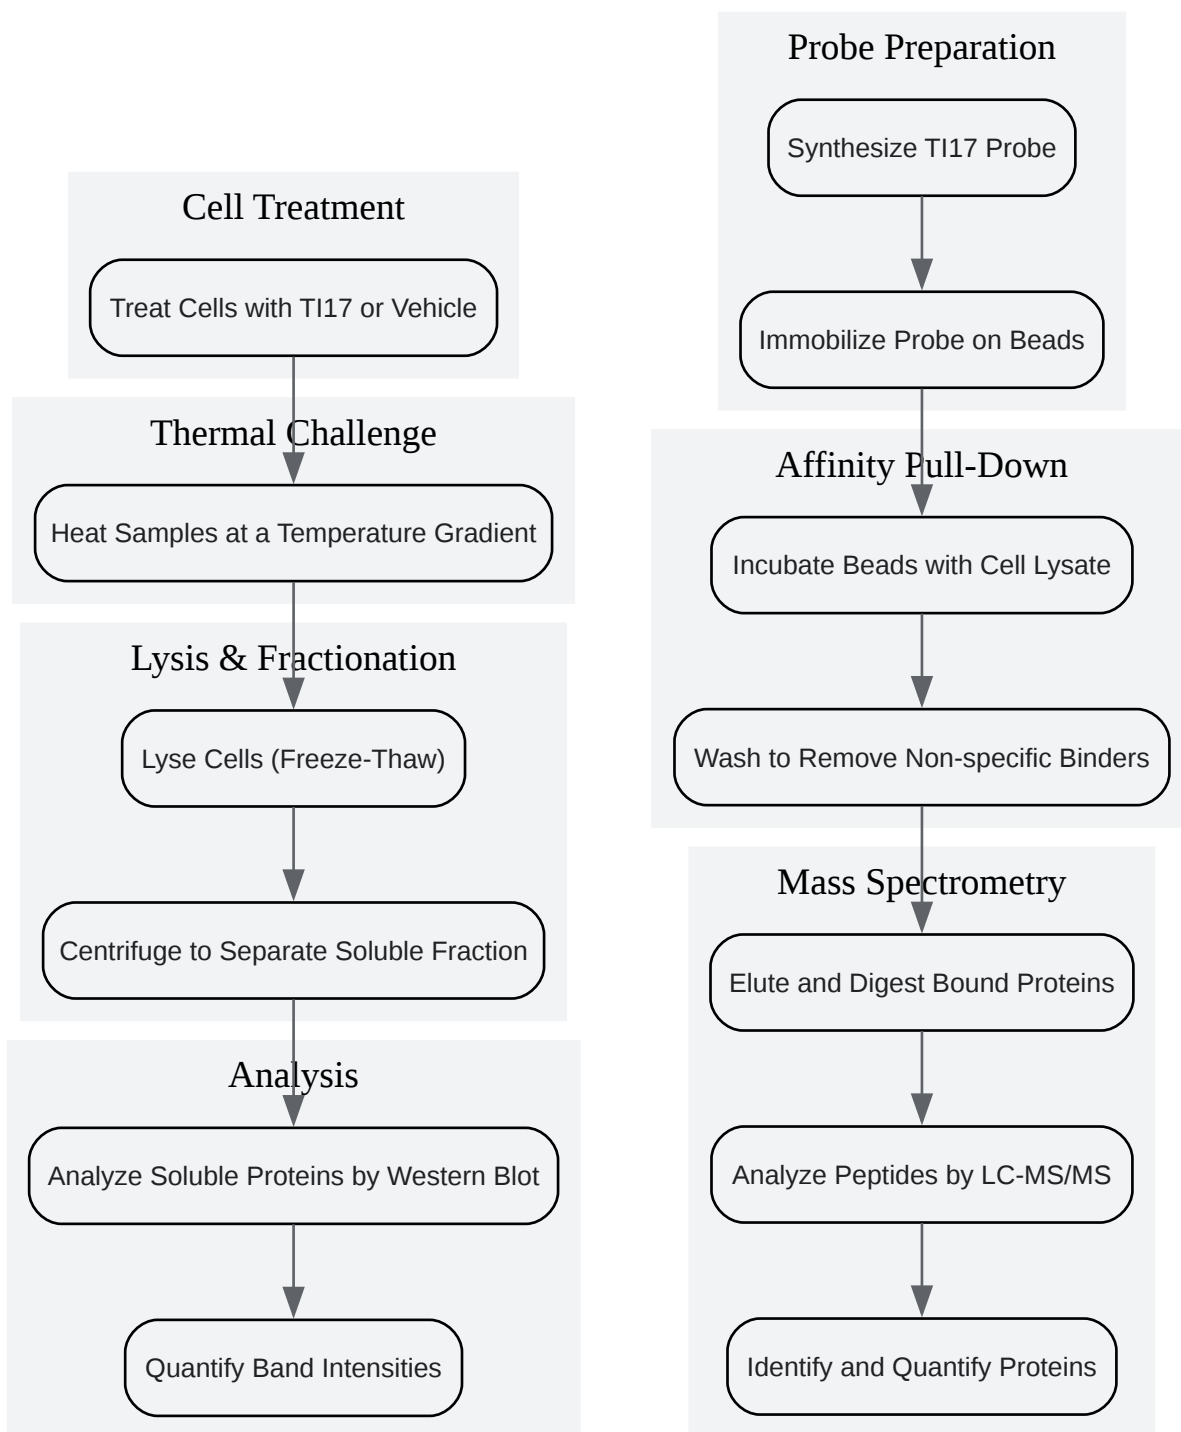 Cell Treatment
Treat Cells with TI17 or Vehicle
Thermal Challenge
Heat Samples at a Temperature Gradient
Lysis & Fractionation
Lyse Cells (Freeze-Thaw)
Centrifuge to Separate Soluble Fraction
Analysis
Analyze Soluble Proteins by Western Blot
Quantify Band Intensities
Probe Preparation
Synthesize TI17 Probe
Immobilize Probe on Beads
Affinity Pull-Down
Incubate Beads with Cell Lysate
Wash to Remove Non-specific Binders
Mass Spectrometry
Elute and Digest Bound Proteins
Analyze Peptides by LC-MS/MS
Identify and Quantify Proteins